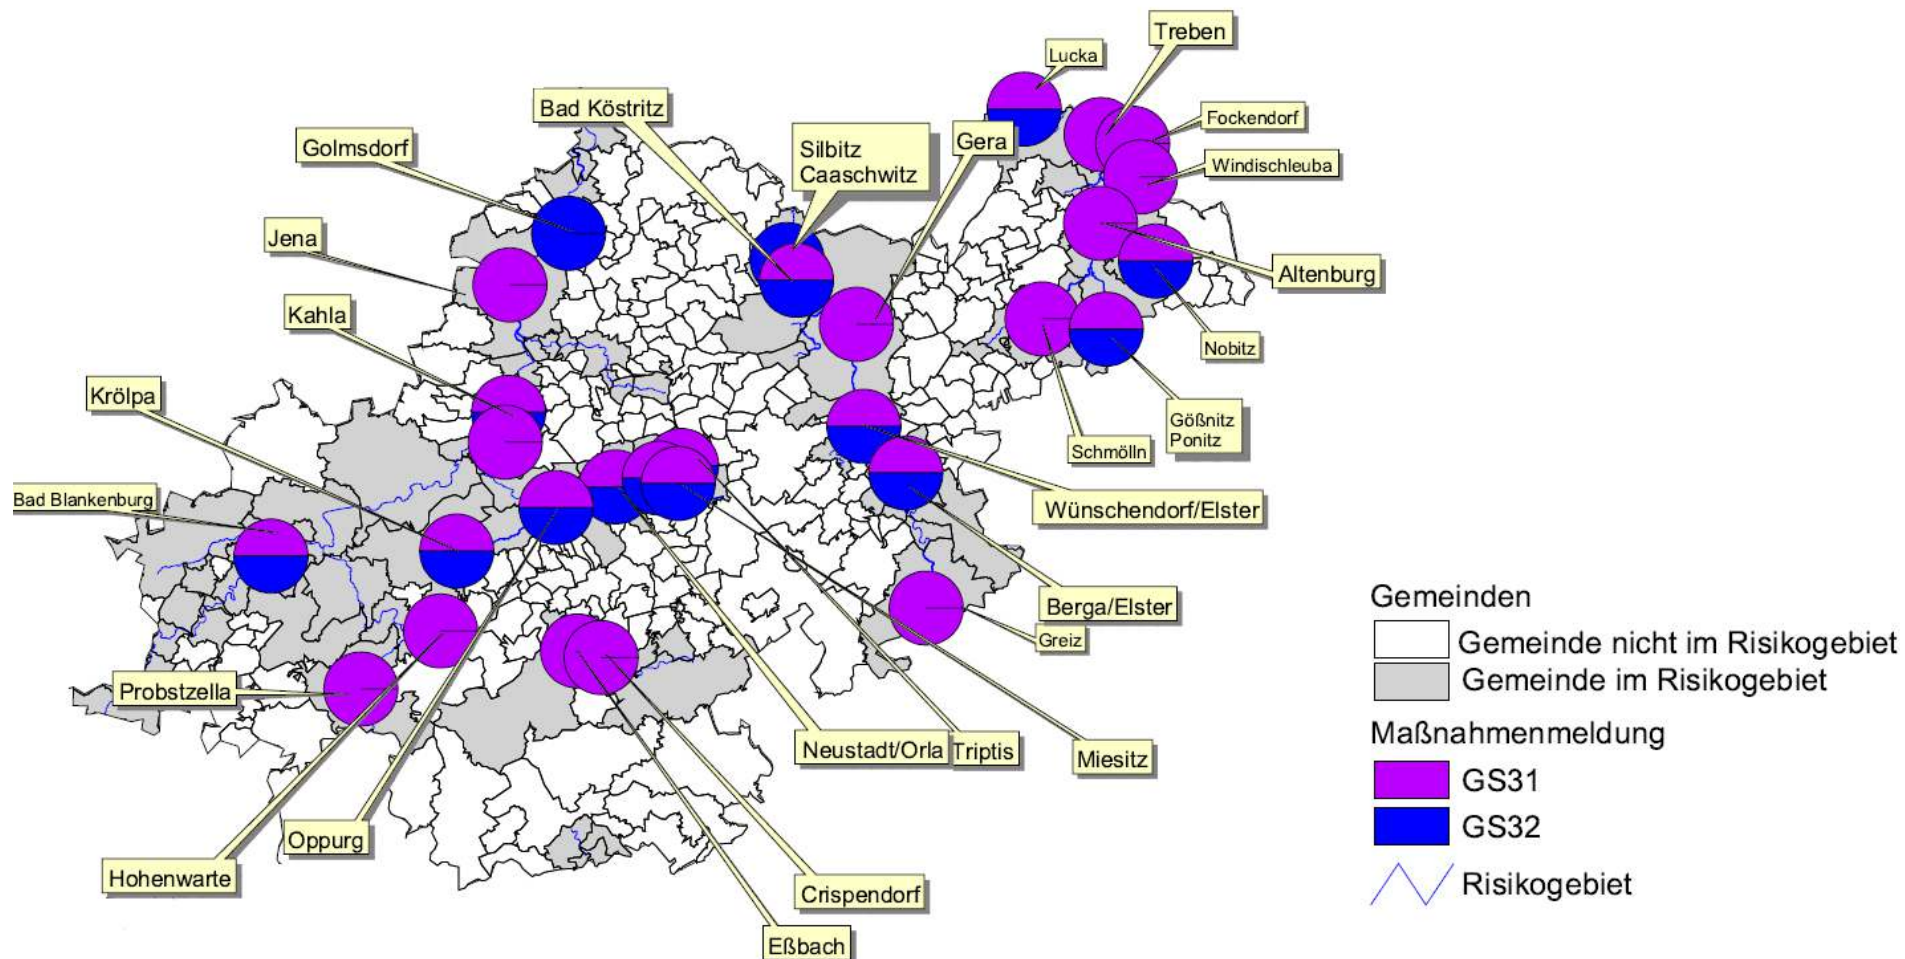 Treben
Lucka
Bad Köstritz
Fockendorf
Golmsdorf
Silbitz
Caaschwitz
Gera
Windischleuba
Jena
Altenburg
Kahla
Nobitz
Krölpa
Gößnitz
Ponitz
Schmölln
Bad Blankenburg
Wünschendorf/Elster
Berga/Elster
Greiz
Probstzella
Neustadt/Orla
Triptis
Miesitz
Oppurg
Hohenwarte
Crispendorf
Eßbach
Gemeinden
Gemeinde nicht im Risikogebiet
Gemeinde im Risikogebiet
Maßnahmenmeldung
GS31
GS32
Risikogebiet